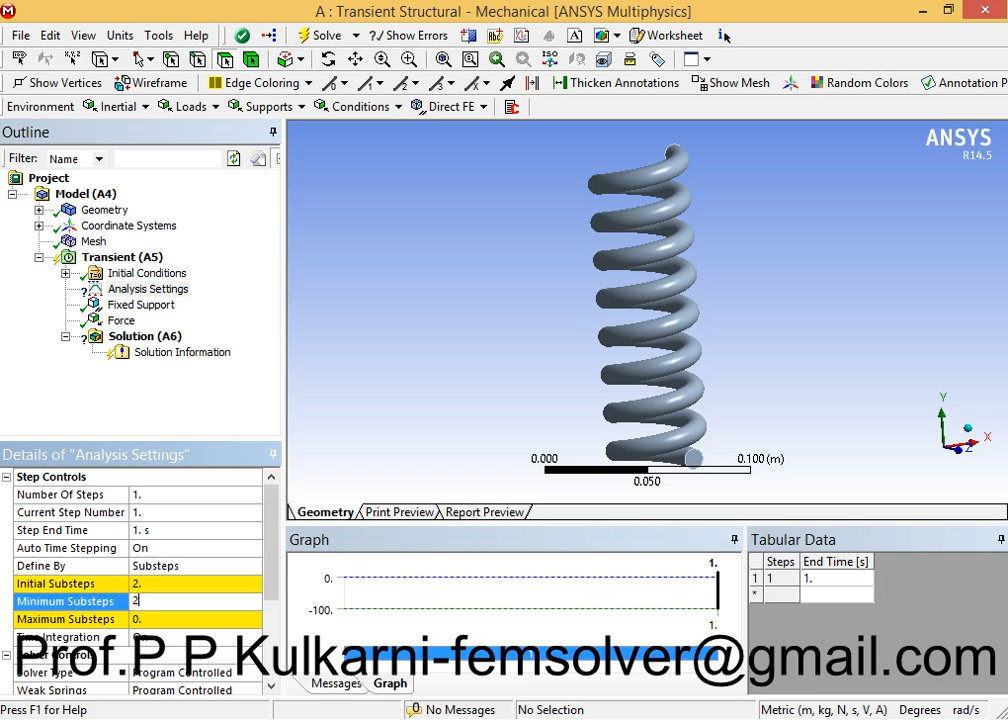 A : Transient Structural - Mechanical [ANSYS Multiphysics]
File Edit View Units Tools Help Solve ?/ Show Errors Worksheet
Show Vertices Wireframe Edge Coloring Thicken Annotations Show Mesh Random Colors Annotation P
Environment Inertial Loads Supports Conditions Direct FE
Outline
Filter: Name
Project
Model (A4)
Geometry
Coordinate Systems
Mesh
Transient (A5)
Initial Conditions
Analysis Settings
Fixed Support
Force
Solution (A6)
Solution Information
ANSYS
R14.5
Y
X
Z
0.000 0.100 (m)
0.050
Geometry Print Preview Report Preview
Details of "Analysis Settings"
Step Controls
Number Of Steps 1.
Current Step Number 1.
Step End Time 1. s
Auto Time Stepping On
Define By Substeps
Initial Substeps 2.
Minimum Substeps 2
Maximum Substeps 0.
Time Integration On
Solver Type Program Controlled
Weak Springs Program Controlled
Graph
1.
0.
-100.
1.
Messages Graph
Tabular Data
Steps End Time [s]
1 1 1.
*
Prof.P P Kulkarni-femsolver@gmail.com
Press F1 for Help No Messages No Selection Metric (m, kg, N, s, V, A) Degrees rad/s